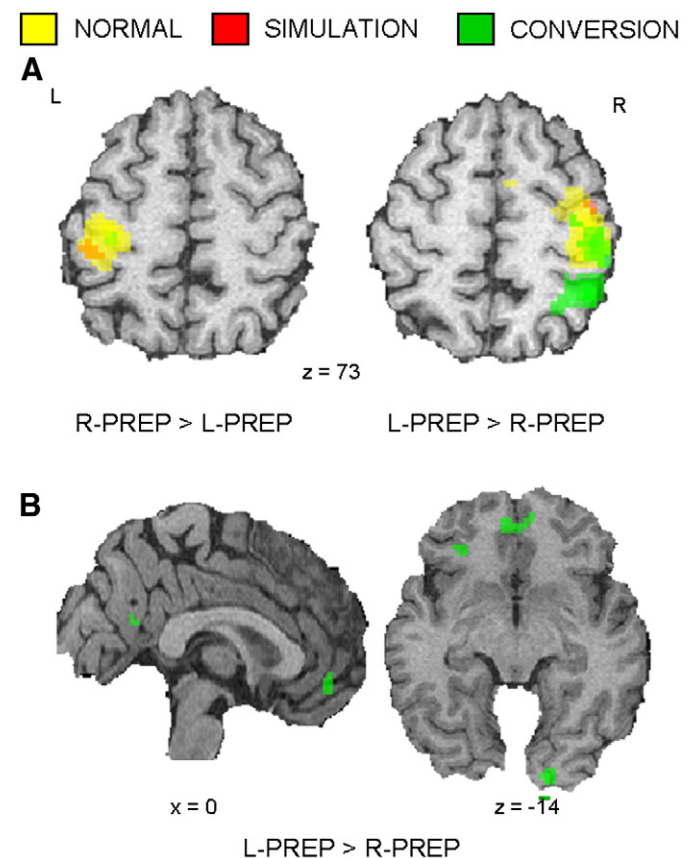 NORMAL SIMULATION CONVERSION
A
L R
z = 73
R-PREP > L-PREP L-PREP > R-PREP
B
x = 0 z = -14
L-PREP > R-PREP